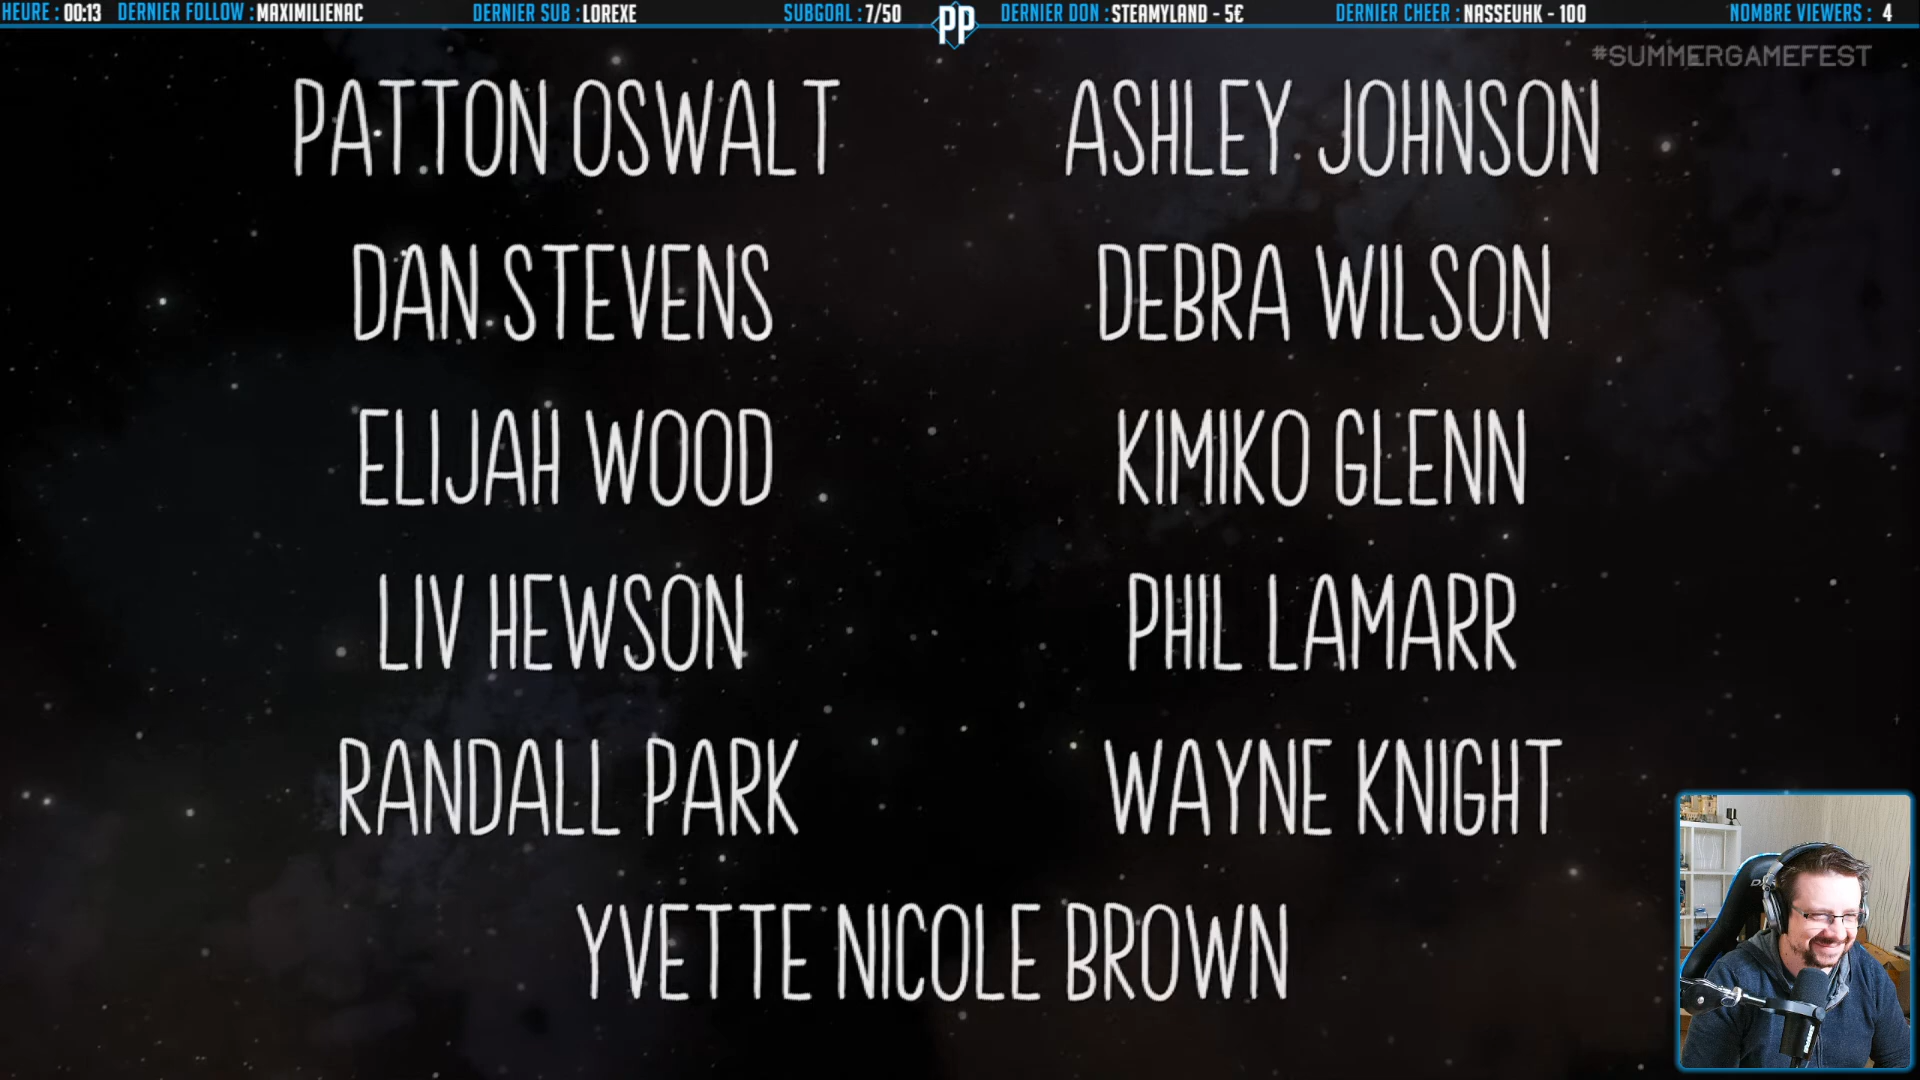 HEURE : 00:13 DERNIER FOLLOW : MAXIMILIENAC DERNIER SUB : LOREXE SUBGOAL : 7/50 PP DERNIER DON : STEAMYLAND - 5€ DERNIER CHEER : NASSEUHK - 100 NOMBRE VIEWERS : 4
#SUMMERGAMEFEST
PATTON OSWALT ASHLEY JOHNSON
DAN STEVENS DEBRA WILSON
ELIJAH WOOD KIMIKO GLENN
LIV HEWSON PHIL LAMARR
RANDALL PARK WAYNE KNIGHT
YVETTE NICOLE BROWN